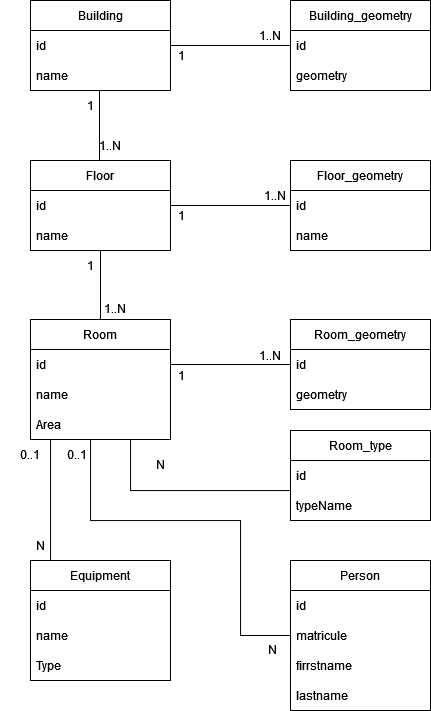 Building
id
name
Building_geometry
id
geometry
1
1..N
1
1..N
Floor
id
name
Floor_geometry
id
name
1
1..N
1
1..N
Room
id
name
Area
Room_geometry
id
geometry
1
1..N
Room_type
id
typeName
0..1
0..1
N
N
Equipment
id
name
Type
Person
id
matricule
firrstname
lastname
N